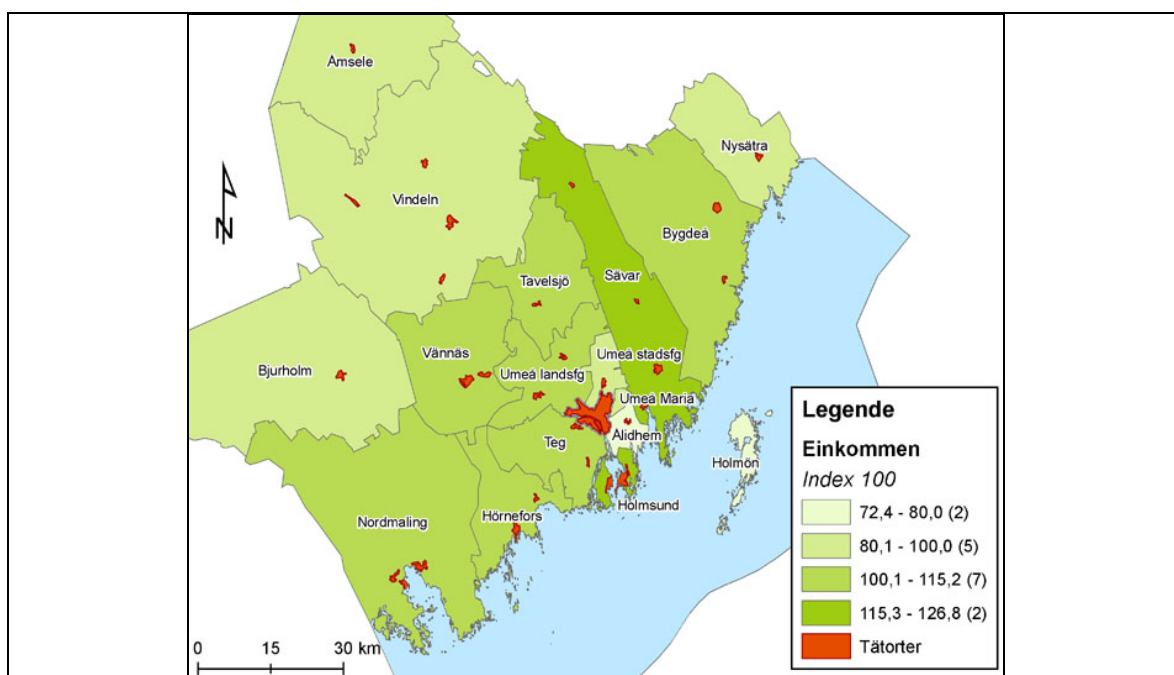 Åmsele
Nysätra
Vindeln
Bygdeå
Sävar
Tavelsjö
Vännäs
Umeå stadsfg
Bjurholm
Umeå landsfg
Umeå Maria
Ålidhem
Teg
Holmön
Holmsund
Hörnefors
Nordmaling
N
0 15 30 km
Legende
Einkommen
Index 100
72,4 - 80,0 (2)
80,1 - 100,0 (5)
100,1 - 115,2 (7)
115,3 - 126,8 (2)
Tätorter